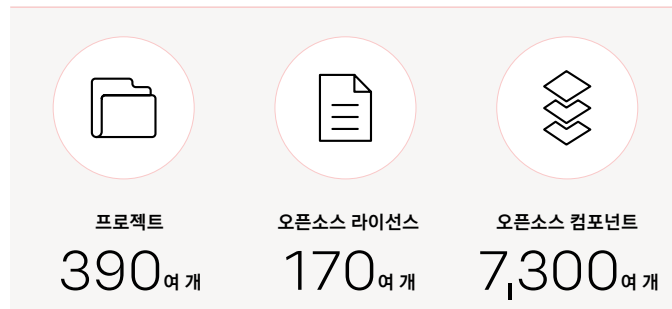 프로젝트 오픈소스 라이선스 오픈소스 컴포넌트
390여 개 170여 개 7,300여 개